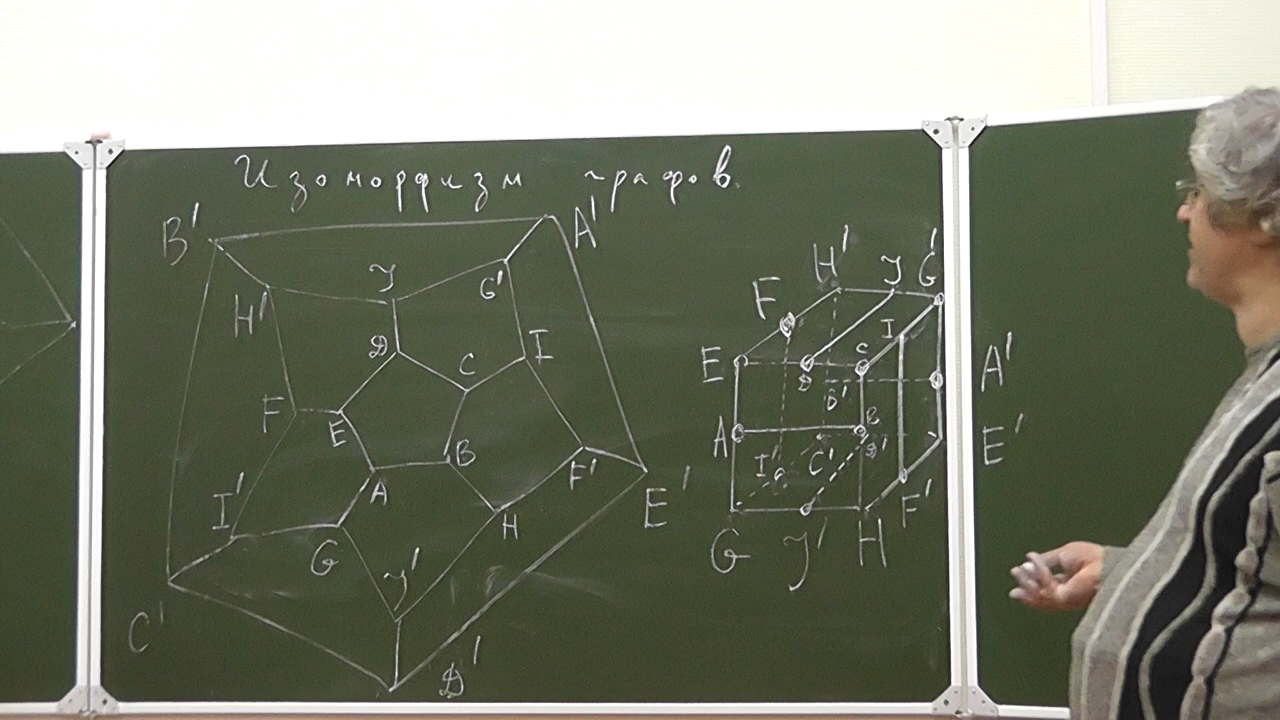 Изоморфизм графов.
B' A'
H' J G'
D C I
F E
A B F' E'
I' G H
J'
C' D'
H' J G'
F I
E D C A'
B'
A B D' E'
I' C' F'
G J' H